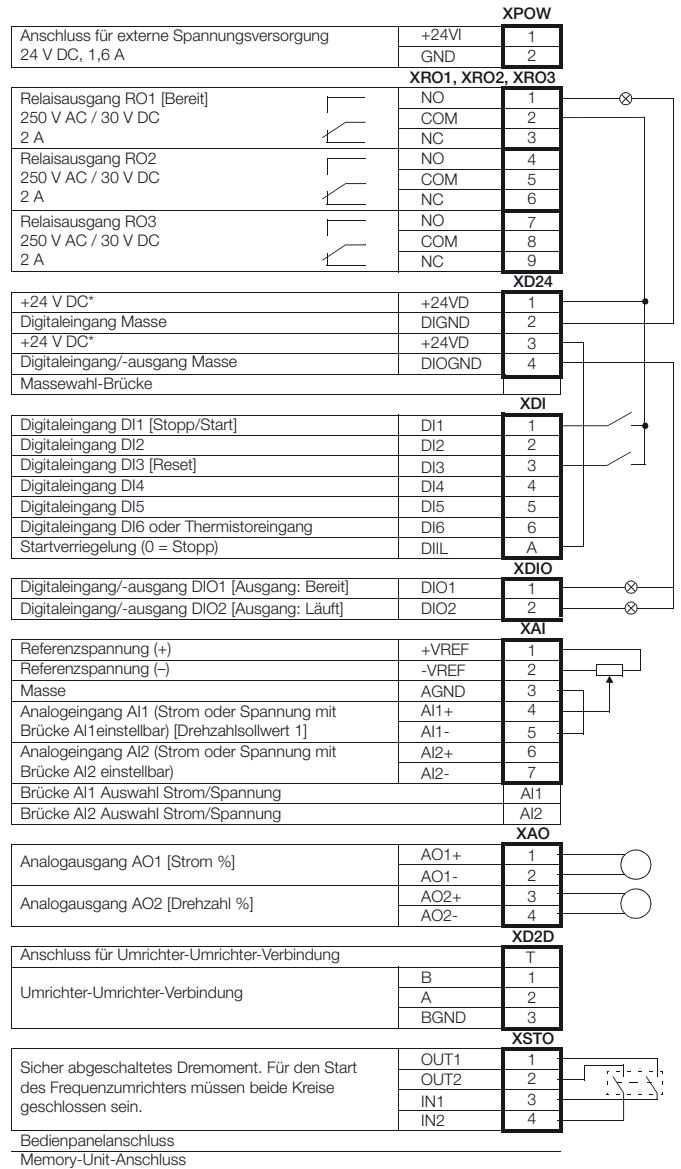 XPOW
Anschluss für externe Spannungsversorgung +24VI 1
24 V DC, 1,6 A GND 2
XRO1, XRO2, XRO3
Relaisausgang RO1 [Bereit] NO 1
250 V AC / 30 V DC COM 2
2 A NC 3
Relaisausgang RO2 NO 4
250 V AC / 30 V DC COM 5
2 A NC 6
Relaisausgang RO3 NO 7
250 V AC / 30 V DC COM 8
2 A NC 9
XD24
+24 V DC* +24VD 1
Digitaleingang Masse DIGND 2
+24 V DC* +24VD 3
Digitaleingang/-ausgang Masse DIOGND 4
Massewahl-Brücke
XDI
Digitaleingang DI1 [Stopp/Start] DI1 1
Digitaleingang DI2 DI2 2
Digitaleingang DI3 [Reset] DI3 3
Digitaleingang DI4 DI4 4
Digitaleingang DI5 DI5 5
Digitaleingang DI6 oder Thermistoreingang DI6 6
Startverriegelung (0 = Stopp) DIIL A
XDIO
Digitaleingang/-ausgang DIO1 [Ausgang: Bereit] DIO1 1
Digitaleingang/-ausgang DIO2 [Ausgang: Läuft] DIO2 2
XAI
Referenzspannung (+) +VREF 1
Referenzspannung (–) -VREF 2
Masse AGND 3
Analogeingang AI1 (Strom oder Spannung mit AI1+ 4
Brücke AI1einstellbar) [Drehzahlsollwert 1] AI1- 5
Analogeingang AI2 (Strom oder Spannung mit AI2+ 6
Brücke AI2 einstellbar) AI2- 7
Brücke AI1 Auswahl Strom/Spannung AI1
Brücke AI2 Auswahl Strom/Spannung AI2
XAO
Analogausgang AO1 [Strom %] AO1+ 1
AO1- 2
Analogausgang AO2 [Drehzahl %] AO2+ 3
AO2- 4
XD2D
Anschluss für Umrichter-Umrichter-Verbindung T
Umrichter-Umrichter-Verbindung B 1
A 2
BGND 3
XSTO
Sicher abgeschaltetes Dremoment. Für den Start OUT1 1
des Frequenzumrichters müssen beide Kreise OUT2 2
geschlossen sein. IN1 3
IN2 4
Bedienpanelanschluss
Memory-Unit-Anschluss